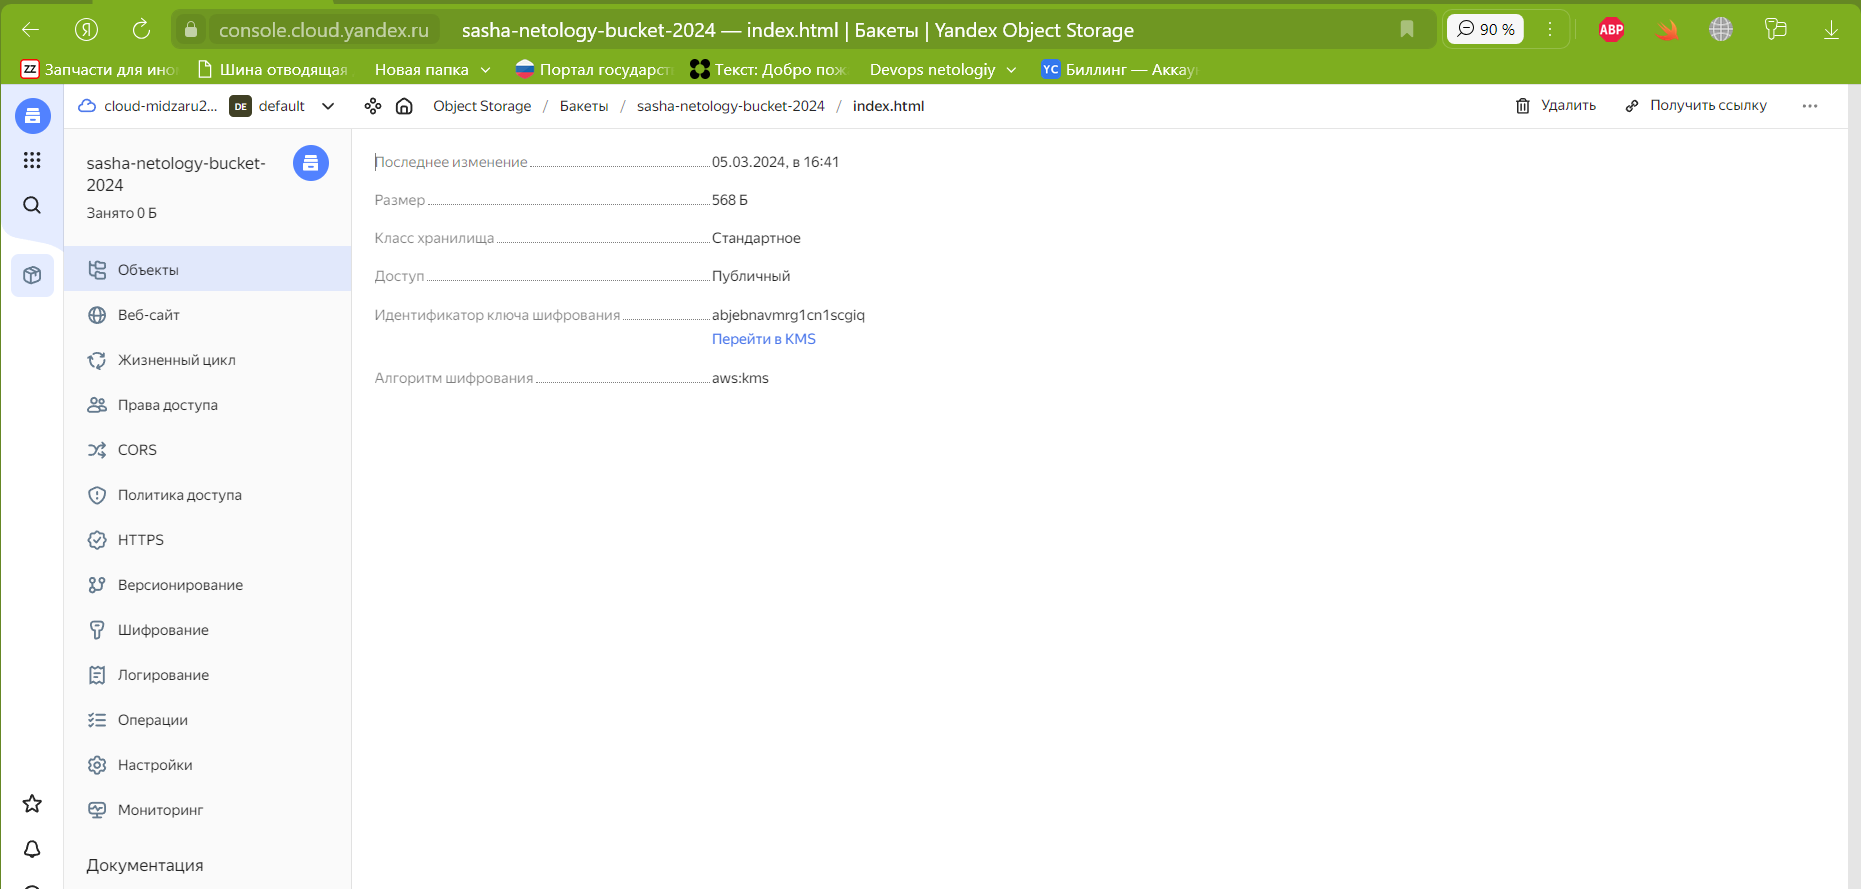 console.cloud.yandex.ru sasha-netology-bucket-2024 — index.html | Бакеты | Yandex Object Storage 90 % ABP
ZZ Запчасти для ино Шина отводящая Новая папка Портал государст Текст: Добро пож Devops netologiy YC Биллинг — Аккау
cloud-midzaru2... DE default Object Storage / Бакеты / sasha-netology-bucket-2024 / index.html Удалить Получить ссылку ...
sasha-netology-bucket-
2024
Занято 0 Б
Объекты
Веб-сайт
Жизненный цикл
Права доступа
CORS
Политика доступа
HTTPS
Версионирование
Шифрование
Логирование
Операции
Настройки
Мониторинг
Документация
Последнее изменение 05.03.2024, в 16:41
Размер 568 Б
Класс хранилища Стандартное
Доступ Публичный
Идентификатор ключа шифрования abjebnavmrg1cn1scgiq
Перейти в KMS
Алгоритм шифрования aws:kms